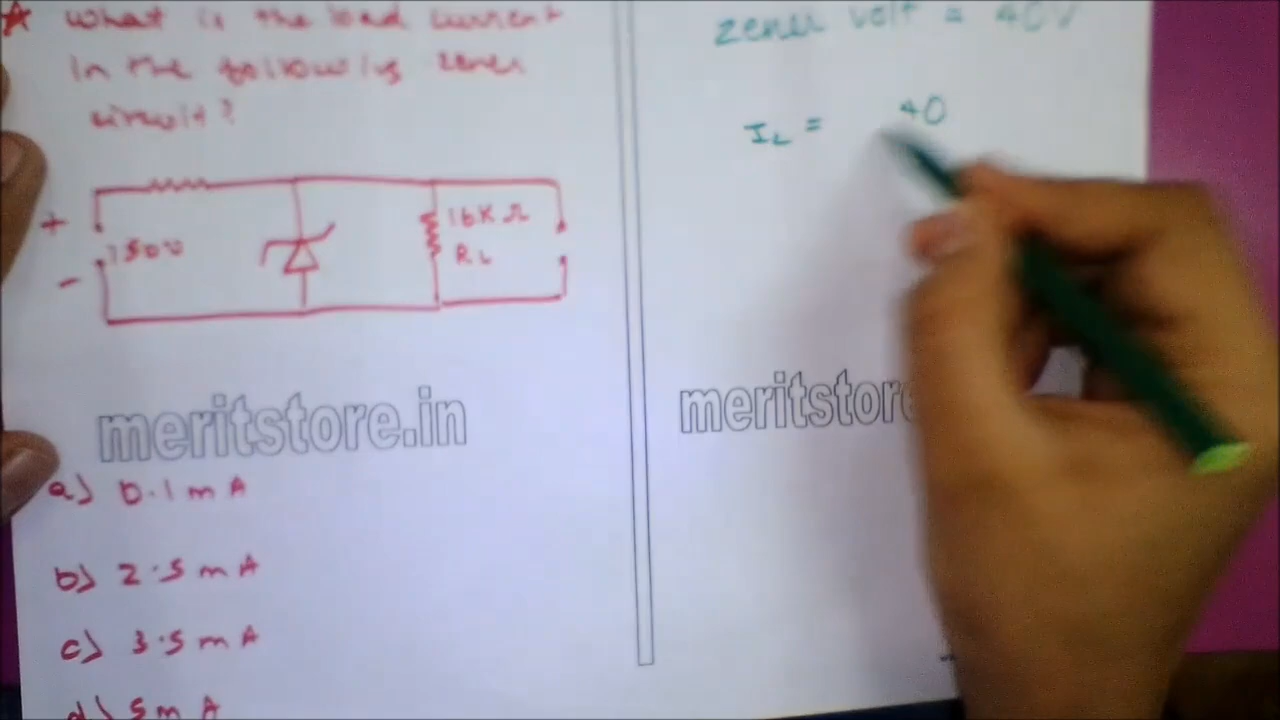 What is the load current
in the following zener
circuit?
+
150V
-
16K Ω
RL
meritstore.in
a) 0.1 mA
b) 2.5 mA
c) 3.5 mA
d) 5 mA
zener volt = 40V
IL = 40
meritstore